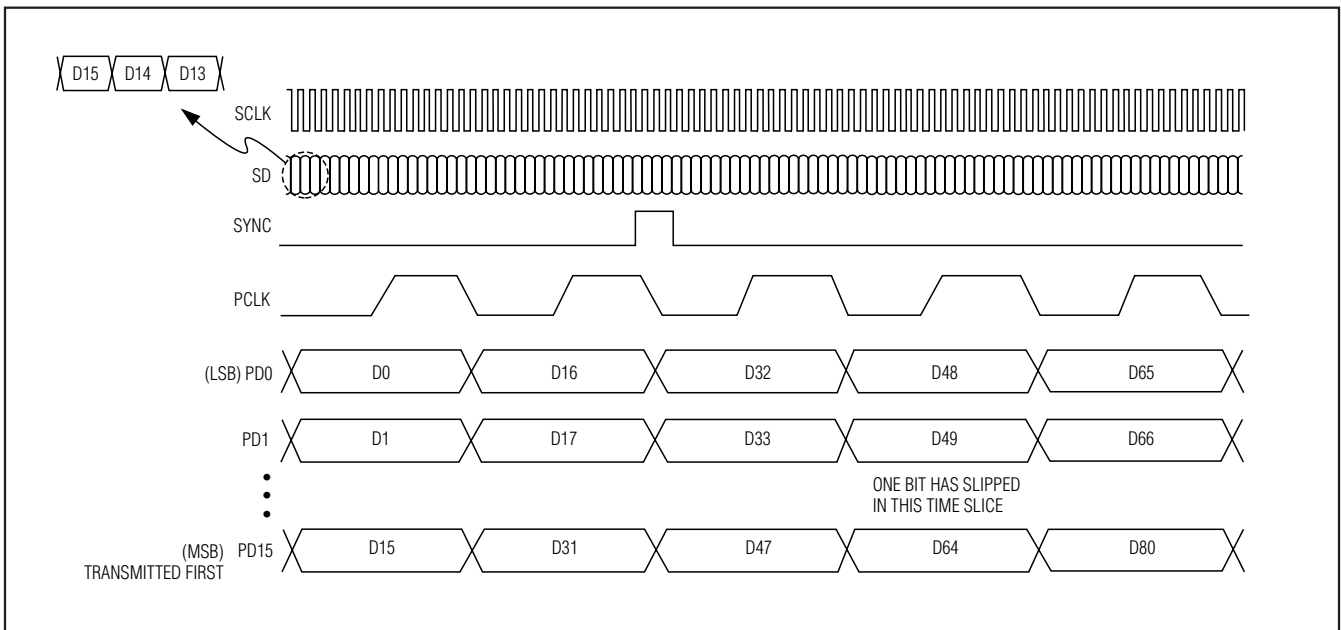 D15 D14 D13
SCLK
SD
SYNC
PCLK
(LSB) PD0 D0 D16 D32 D48 D65
PD1 D1 D17 D33 D49 D66
ONE BIT HAS SLIPPED
IN THIS TIME SLICE
(MSB) PD15 D15 D31 D47 D64 D80
TRANSMITTED FIRST